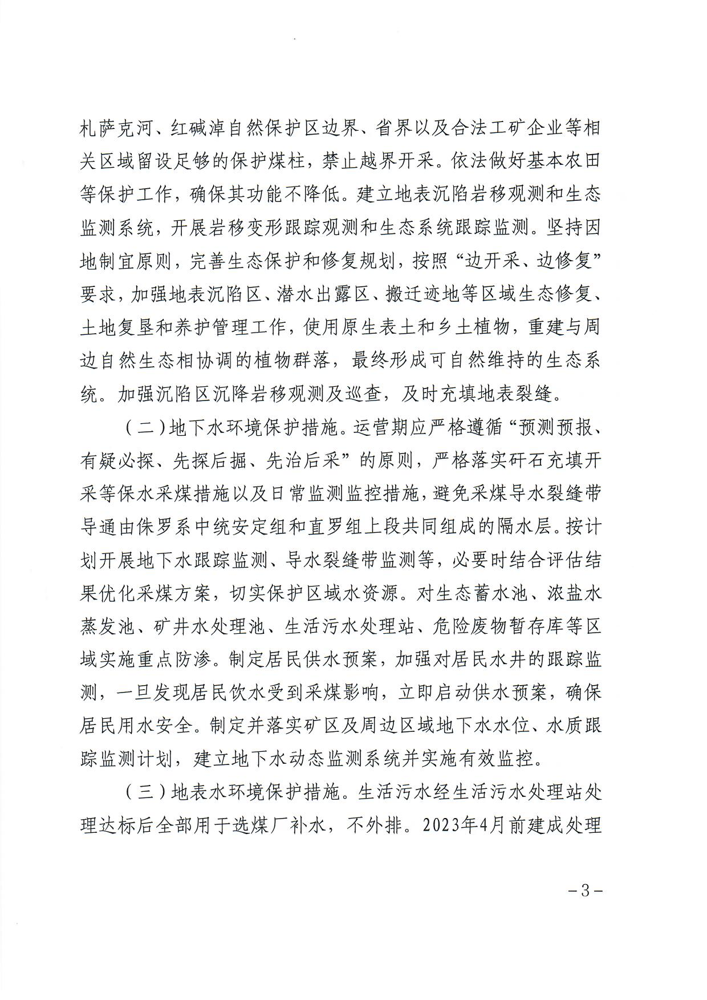 札萨克河、红碱淖自然保护区边界、省界以及合法工矿企业等相
关区域留设足够的保护煤柱，禁止越界开采。依法做好基本农田
等保护工作，确保其功能不降低。建立地表沉陷岩移观测和生态
监测系统，开展岩移变形跟踪观测和生态系统跟踪监测。坚持因
地制宜原则，完善生态保护和修复规划，按照“边开采、边修复”
要求，加强地表沉陷区、潜水出露区、搬迁迹地等区域生态修复、
土地复垦和养护管理工作，使用原生表土和乡土植物，重建与周
边自然生态相协调的植物群落，最终形成可自然维持的生态系
统。加强沉陷区沉降岩移观测及巡查，及时充填地表裂缝。
（二）地下水环境保护措施。运营期应严格遵循“预测预报、
有疑必探、先探后掘、先治后采”的原则，严格落实矸石充填开
采等保水采煤措施以及日常监测监控措施，避免采煤导水裂缝带
导通由侏罗系中统安定组和直罗组上段共同组成的隔水层。按计
划开展地下水跟踪监测、导水裂缝带监测等，必要时结合评估结
果优化采煤方案，切实保护区域水资源。对生态蓄水池、浓盐水
蒸发池、矿井水处理池、生活污水处理站、危险废物暂存库等区
域实施重点防渗。制定居民供水预案，加强对居民水井的跟踪监
测，一旦发现居民饮水受到采煤影响，立即启动供水预案，确保
居民用水安全。制定并落实矿区及周边区域地下水水位、水质跟
踪监测计划，建立地下水动态监测系统并实施有效监控。
（三）地表水环境保护措施。生活污水经生活污水处理站处
理达标后全部用于选煤厂补水，不外排。2023年4月前建成处理
－3－